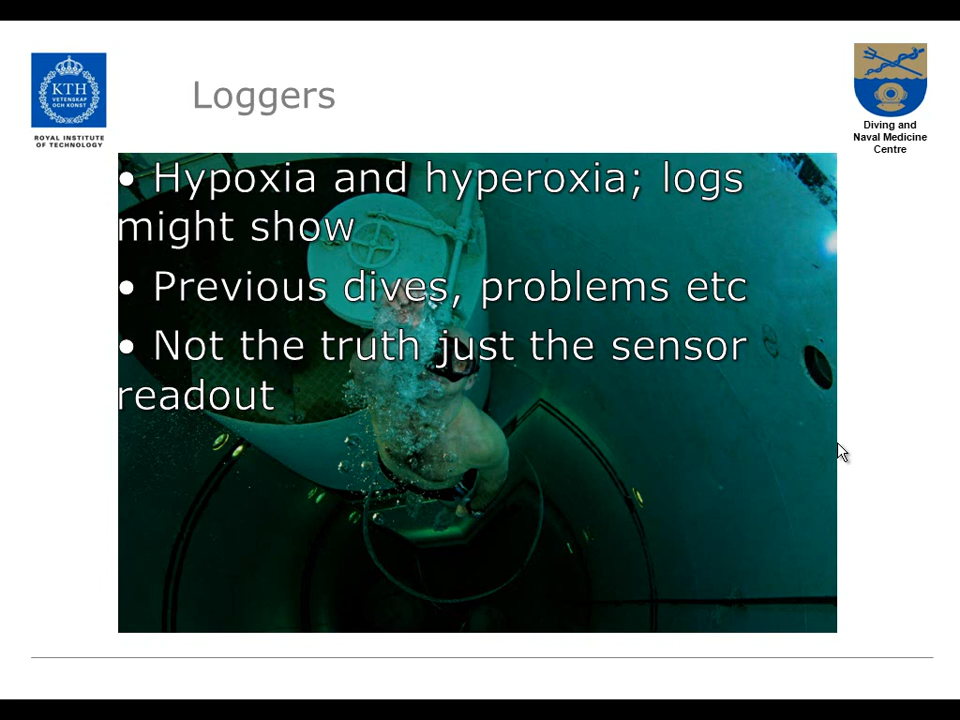 KTH
VETENSKAP
OCH KONST
ROYAL INSTITUTE
OF TECHNOLOGY
Loggers
Diving and
Naval Medicine
Centre
• Hypoxia and hyperoxia; logs
might show
• Previous dives, problems etc
• Not the truth just the sensor
readout